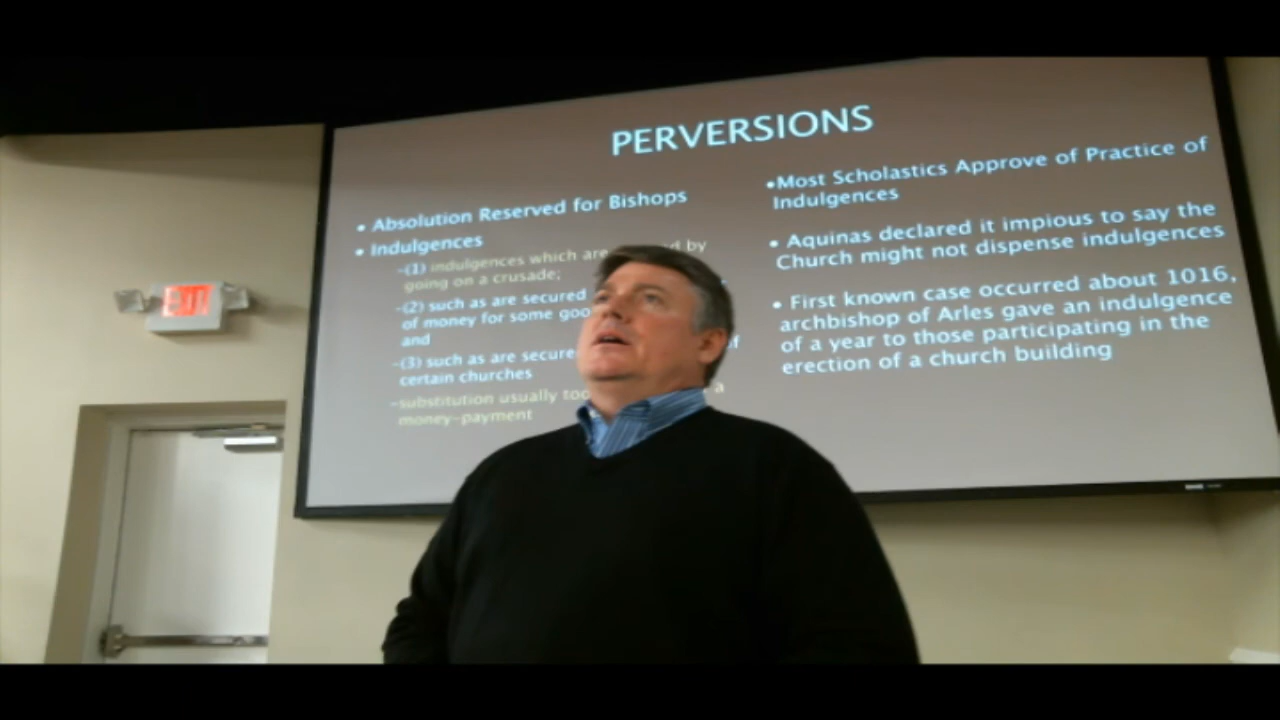 PERVERSIONS
• Absolution Reserved for Bishops
• Indulgences
–(1) indulgences which are by
going on a crusade;
(2) such as are secured
of money for some
and
–(3) such as are secure
certain churches
–substitution usually a
money–payment
•Most Scholastics Approve of Practice of
Indulgences
• Aquinas declared it impious to say the
Church might not dispense indulgences
• First known case occurred about 1016,
archbishop of Arles gave an indulgence
of a year to those participating in the
erection of a church building
EXIT